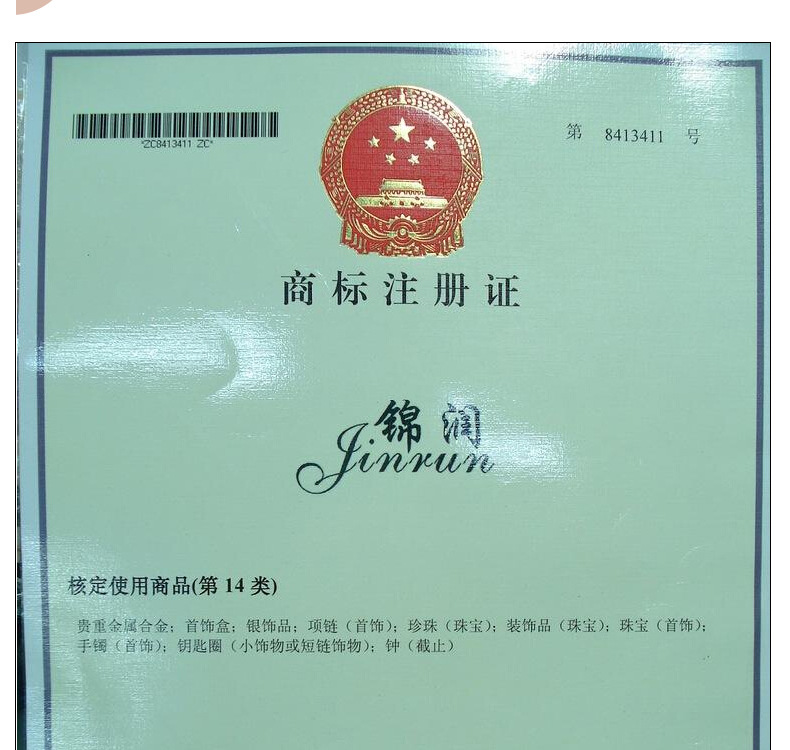 *ZC8413411 ZC*
第 8413411 号
商标注册证
锦润
Jinrun
核定使用商品(第 14 类)
贵重金属合金；首饰盒；银饰品；项链（首饰）；珍珠（珠宝）；装饰品（珠宝）；珠宝（首饰）；
手镯（首饰）；钥匙圈（小饰物或短链饰物）；钟（截止）